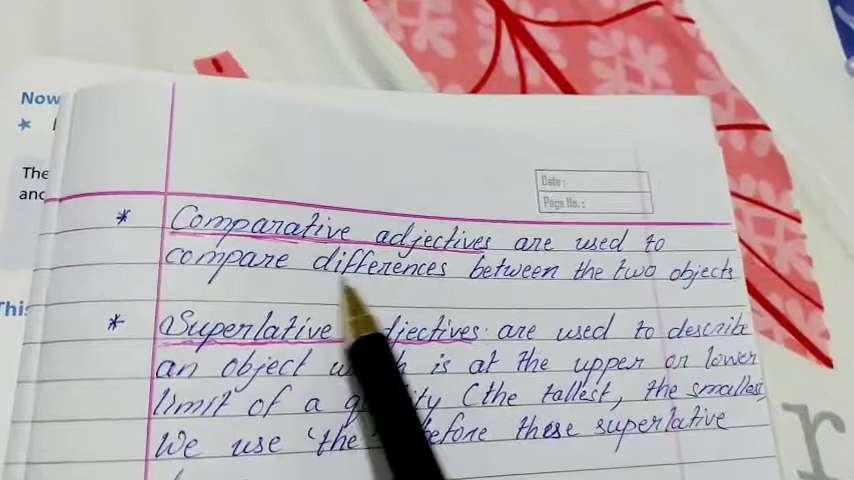 Now
The
and
This
Date :
Page No. :
* Comparative adjectives are used to
compare differences between the two objects
* Superlative djectives are used to describe
an object is at the upper or lower
limit of a (the tallest, the smallest,
We use 'the before these superlative
r